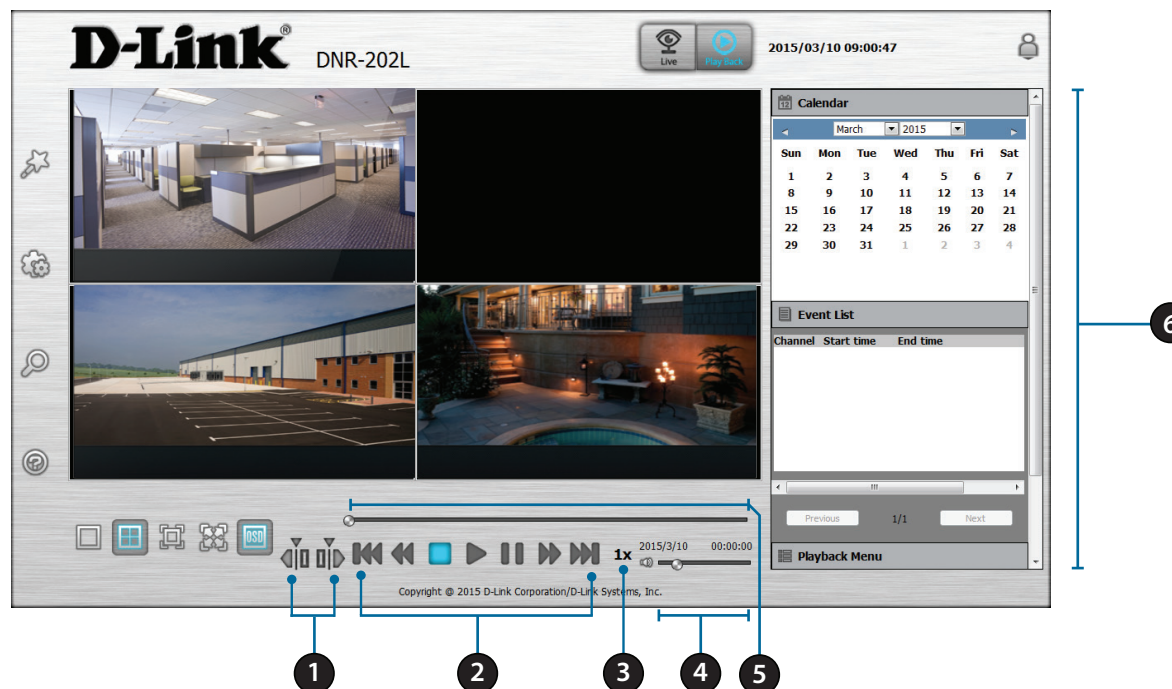 D-Link® DNR-202L
Live
Play Back
2015/03/10 09:00:47
12 Calendar
March 2015
Sun Mon Tue Wed Thu Fri Sat
1 2 3 4 5 6 7
8 9 10 11 12 13 14
15 16 17 18 19 20 21
22 23 24 25 26 27 28
29 30 31 1 2 3 4
Event List
Channel Start time End time
Previous 1/1 Next
Playback Menu
OSD
1x
2015/3/10 00:00:00
Copyright @ 2015 D-Link Corporation/D-Link Systems, Inc.
1
2
3
4
5
6